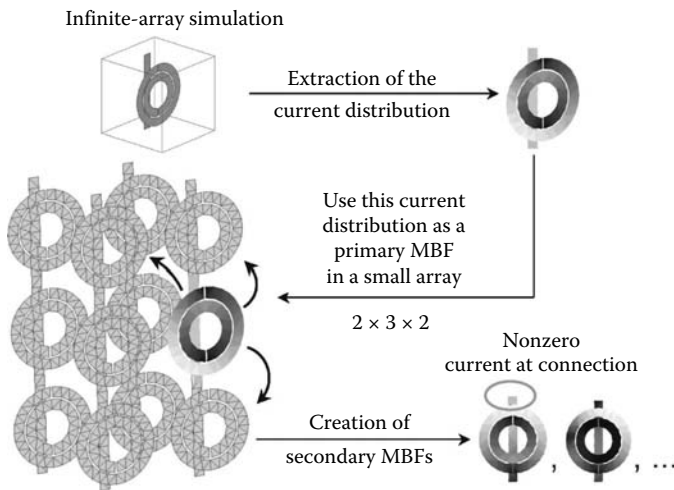 Infinite-array simulation
Extraction of the
current distribution
Use this current
distribution as a
primary MBF
in a small array
2 × 3 × 2
Nonzero
current at connection
Creation of
secondary MBFs
, , ...